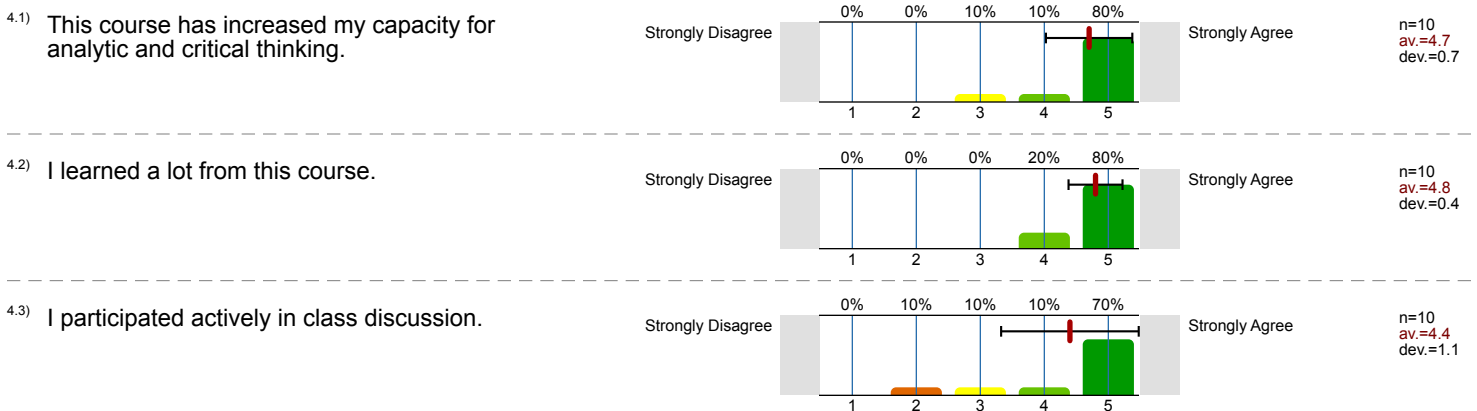 4.1) This course has increased my capacity for
analytic and critical thinking.
Strongly Disagree
0% 0% 10% 10% 80%
1 2 3 4 5
Strongly Agree
n=10
av.=4.7
dev.=0.7
4.2) I learned a lot from this course.
Strongly Disagree
0% 0% 0% 20% 80%
1 2 3 4 5
Strongly Agree
n=10
av.=4.8
dev.=0.4
4.3) I participated actively in class discussion.
Strongly Disagree
0% 10% 10% 10% 70%
1 2 3 4 5
Strongly Agree
n=10
av.=4.4
dev.=1.1